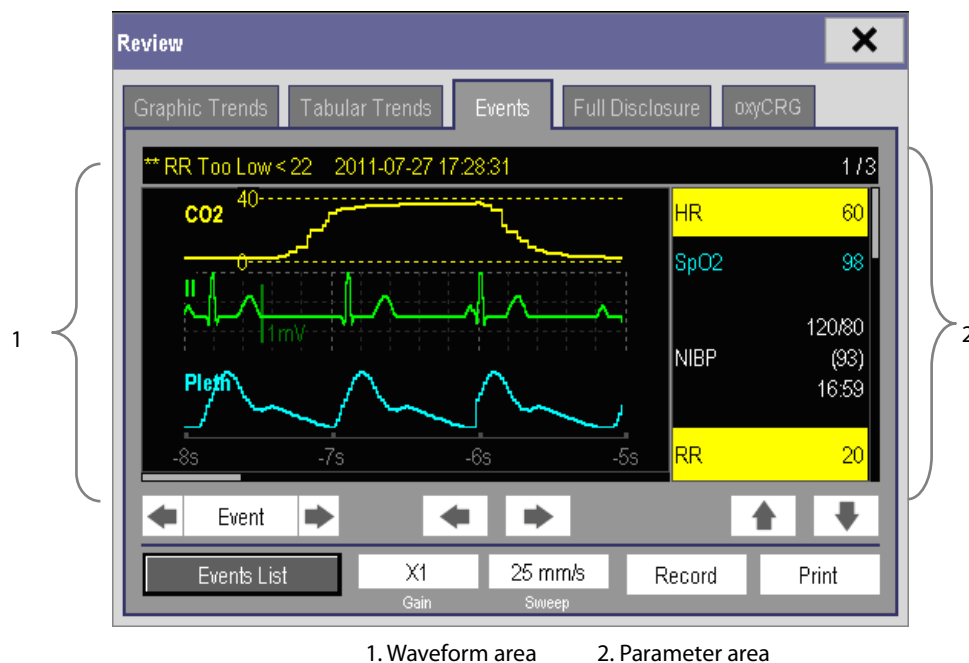 Review
Graphic Trends Tabular Trends Events Full Disclosure oxyCRG
** RR Too Low < 22 2011-07-27 17:28:31 1/3
CO2 40
0
II
1mV
Pleth
-8s -7s -6s -5s
HR 60
SpO2 98
120/80
NIBP (93)
16:59
RR 20
1
2
Event
Events List X1 25 mm/s Record Print
Gain Sweep
1. Waveform area 2. Parameter area